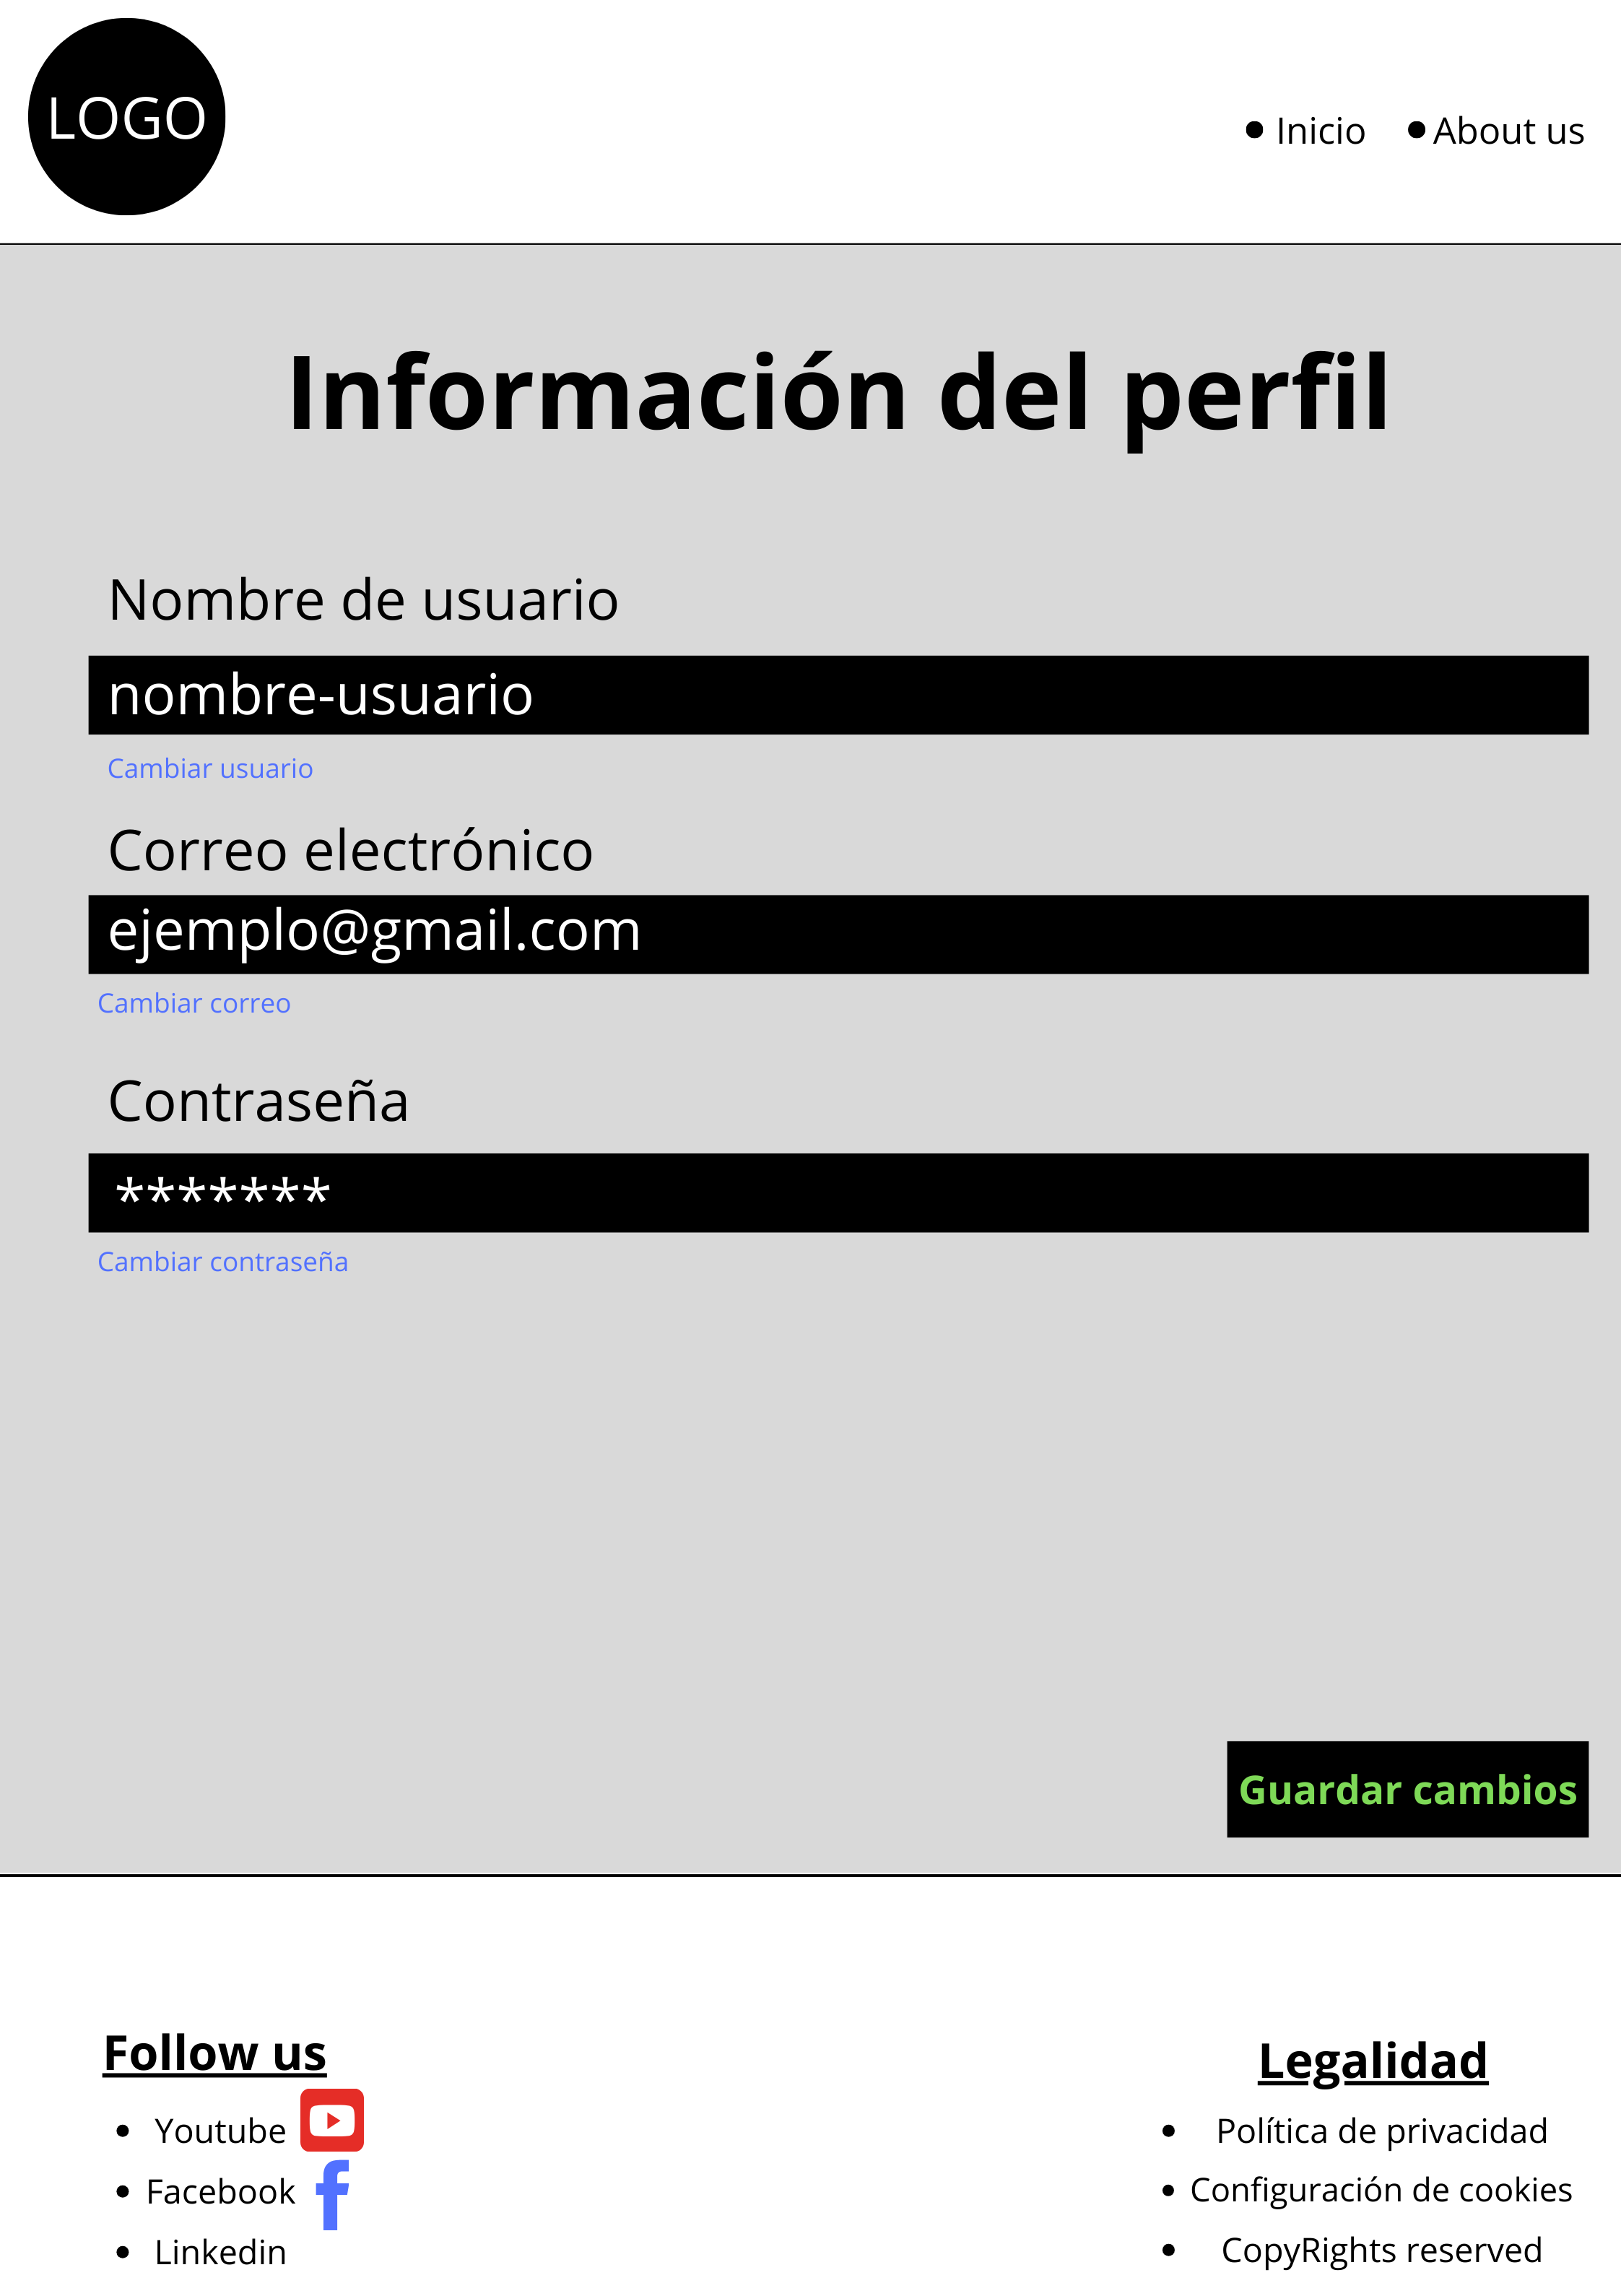 LOGO
Inicio
About us
Información del perfil
Nombre de usuario
nombre-usuario
Cambiar usuario
Correo electrónico
ejemplo@gmail.com
Cambiar correo
Contraseña
*******
Cambiar contraseña
Guardar cambios
Follow us
Youtube
Facebook
Linkedin
Legalidad
Política de privacidad
Configuración de cookies
CopyRights reserved